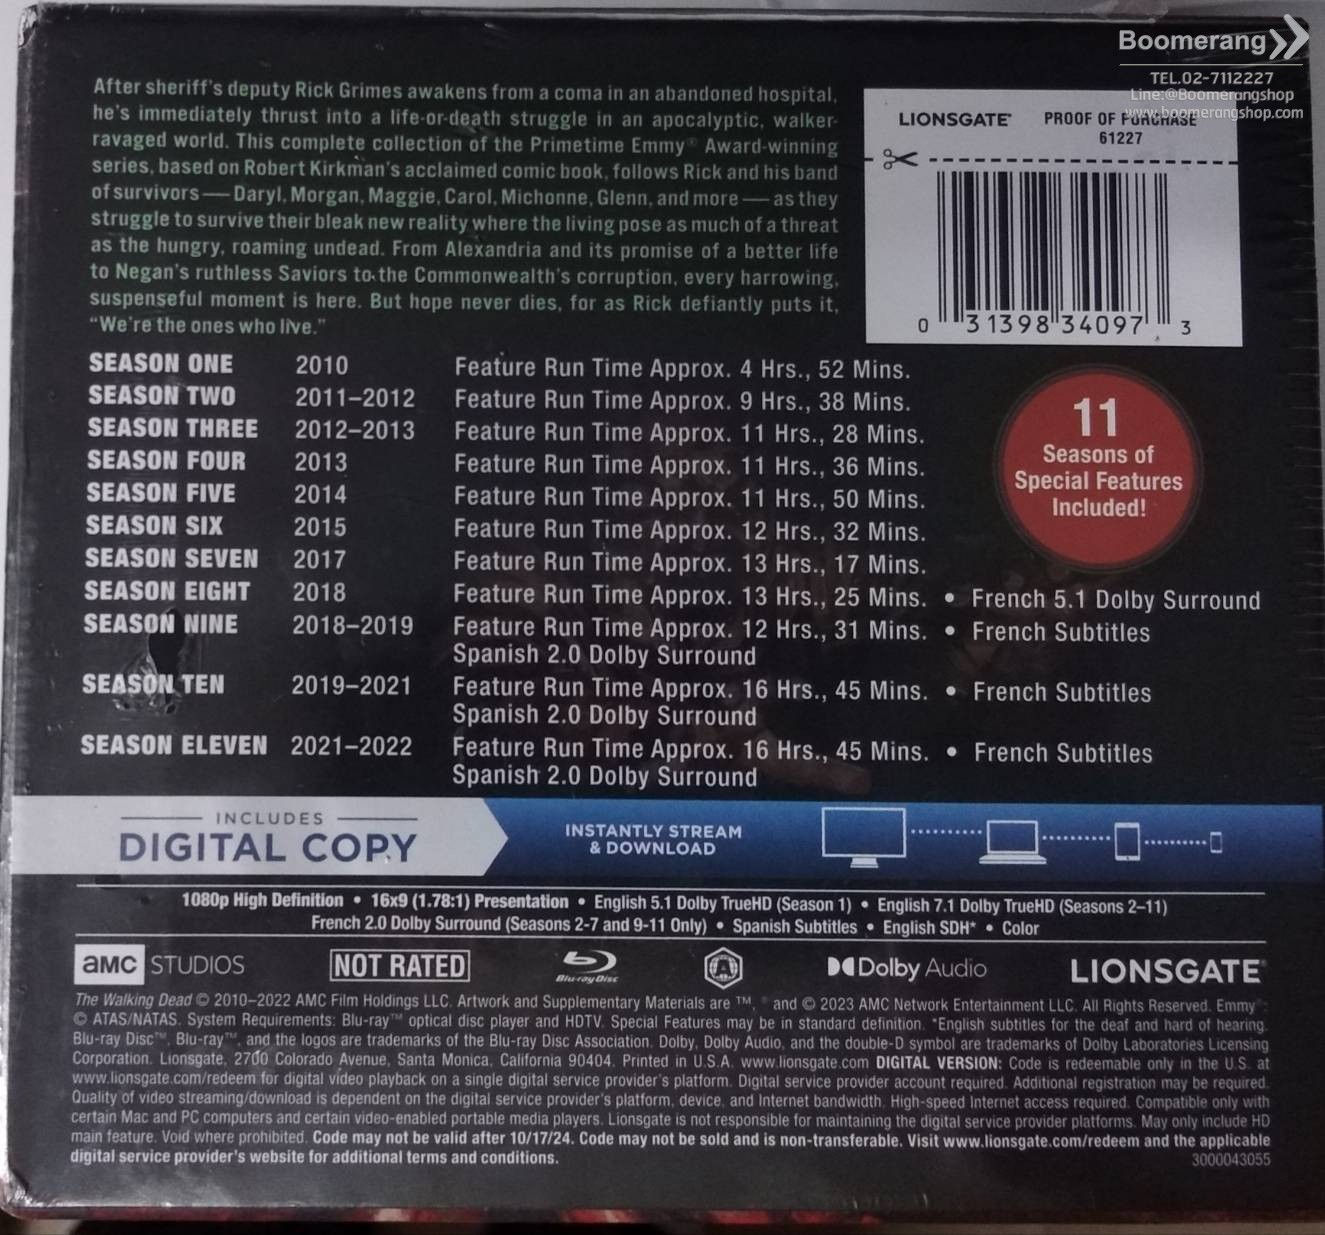 Boomerang
TEL.02-7112227
Line:@Boomerangshop
www.boomerangshop.com
After sheriff's deputy Rick Grimes awakens from a coma in an abandoned hospital,
he's immediately thrust into a life-or-death struggle in an apocalyptic, walker-
ravaged world. This complete collection of the Primetime Emmy® Award-winning
series, based on Robert Kirkman's acclaimed comic book, follows Rick and his band
of survivors — Daryl, Morgan, Maggie, Carol, Michonne, Glenn, and more — as they
struggle to survive their bleak new reality where the living pose as much of a threat
as the hungry, roaming undead. From Alexandria and its promise of a better life
to Negan's ruthless Saviors to the Commonwealth's corruption, every harrowing,
suspenseful moment is here. But hope never dies, for as Rick defiantly puts it,
"We're the ones who live."
LIONSGATE® PROOF OF PURCHASE
61227
0 31398 34097 3
SEASON ONE 2010 Feature Run Time Approx. 4 Hrs., 52 Mins.
SEASON TWO 2011–2012 Feature Run Time Approx. 9 Hrs., 38 Mins.
SEASON THREE 2012–2013 Feature Run Time Approx. 11 Hrs., 28 Mins.
SEASON FOUR 2013 Feature Run Time Approx. 11 Hrs., 36 Mins.
SEASON FIVE 2014 Feature Run Time Approx. 11 Hrs., 50 Mins.
SEASON SIX 2015 Feature Run Time Approx. 12 Hrs., 32 Mins.
SEASON SEVEN 2017 Feature Run Time Approx. 13 Hrs., 17 Mins.
SEASON EIGHT 2018 Feature Run Time Approx. 13 Hrs., 25 Mins. • French 5.1 Dolby Surround
SEASON NINE 2018–2019 Feature Run Time Approx. 12 Hrs., 31 Mins. • French Subtitles
Spanish 2.0 Dolby Surround
SEASON TEN 2019–2021 Feature Run Time Approx. 16 Hrs., 45 Mins. • French Subtitles
Spanish 2.0 Dolby Surround
SEASON ELEVEN 2021–2022 Feature Run Time Approx. 16 Hrs., 45 Mins. • French Subtitles
Spanish 2.0 Dolby Surround
11
Seasons of
Special Features
Included!
INCLUDES
DIGITAL COPY
INSTANTLY STREAM
& DOWNLOAD
1080p High Definition • 16x9 (1.78:1) Presentation • English 5.1 Dolby TrueHD (Season 1) • English 7.1 Dolby TrueHD (Seasons 2–11)
French 2.0 Dolby Surround (Seasons 2-7 and 9-11 Only) • Spanish Subtitles • English SDH* • Color
aMC STUDIOS NOT RATED Blu-ray Disc A Dolby Audio LIONSGATE®
The Walking Dead © 2010–2022 AMC Film Holdings LLC. Artwork and Supplementary Materials are ™, ® and © 2023 AMC Network Entertainment LLC. All Rights Reserved. Emmy®:
© ATAS/NATAS. System Requirements: Blu-ray™ optical disc player and HDTV. Special Features may be in standard definition. *English subtitles for the deaf and hard of hearing.
Blu-ray Disc™, Blu-ray™, and the logos are trademarks of the Blu-ray Disc Association. Dolby, Dolby Audio, and the double-D symbol are trademarks of Dolby Laboratories Licensing
Corporation. Lionsgate, 2700 Colorado Avenue, Santa Monica, California 90404. Printed in U.S.A. www.lionsgate.com DIGITAL VERSION: Code is redeemable only in the U.S. at
www.lionsgate.com/redeem for digital video playback on a single digital service provider's platform. Digital service provider account required. Additional registration may be required.
Quality of video streaming/download is dependent on the digital service provider's platform, device, and Internet bandwidth. High-speed Internet access required. Compatible only with
certain Mac and PC computers and certain video-enabled portable media players. Lionsgate is not responsible for maintaining the digital service provider platforms. May only include HD
main feature. Void where prohibited. Code may not be valid after 10/17/24. Code may not be sold and is non-transferable. Visit www.lionsgate.com/redeem and the applicable
digital service provider's website for additional terms and conditions.
3000043055